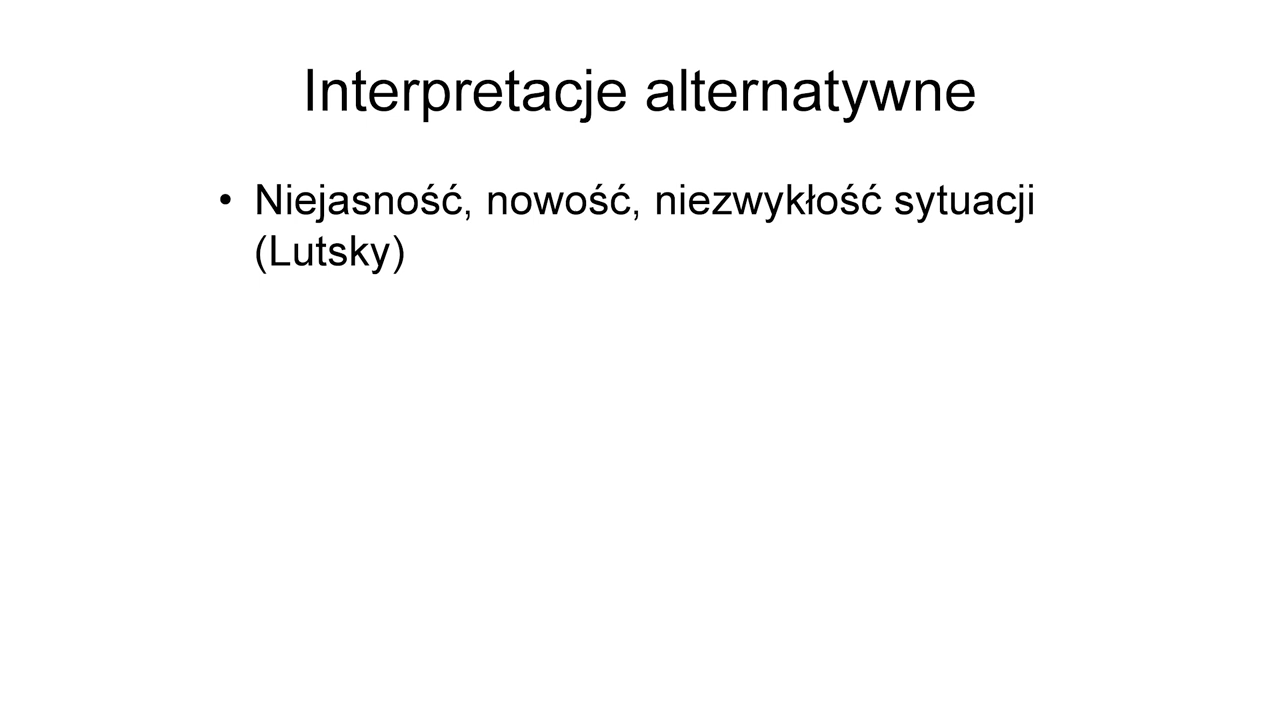 Interpretacje alternatywne
• Niejasność, nowość, niezwykłość sytuacji
(Lutsky)